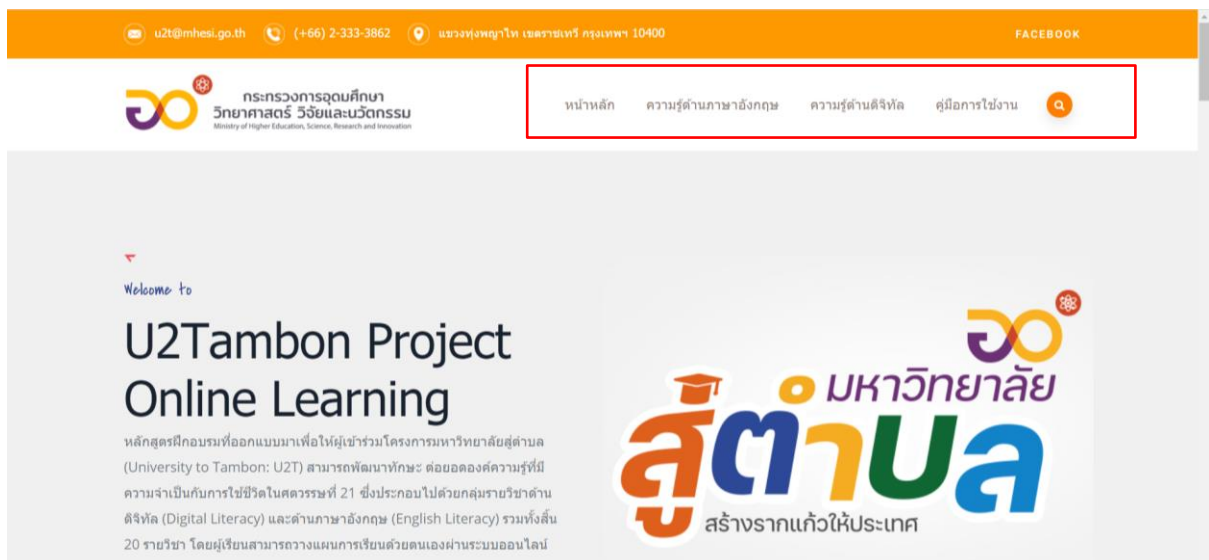 u2t@mhesi.go.th (+66) 2-333-3862 แขวงทุ่งพญาไท เขตราชเทวี กรุงเทพฯ 10400 FACEBOOK
กระทรวงการอุดมศึกษา
วิทยาศาสตร์ วิจัยและนวัตกรรม
Ministry of Higher Education, Science, Research and Innovation
หน้าหลัก ความรู้ด้านภาษาอังกฤษ ความรู้ด้านดิจิทัล คู่มือการใช้งาน
Welcome to
U2Tambon Project
Online Learning
หลักสูตรฝึกอบรมที่ออกแบบมาเพื่อให้ผู้เข้าร่วมโครงการมหาวิทยาลัยสู่ตำบล
(University to Tambon: U2T) สามารถพัฒนาทักษะ ต่อยอดองค์ความรู้ที่มี
ความจำเป็นกับการใช้ชีวิตในศตวรรษที่ 21 ซึ่งประกอบไปด้วยกลุ่มรายวิชาด้าน
ดิจิทัล (Digital Literacy) และด้านภาษาอังกฤษ (English Literacy) รวมทั้งสิ้น
20 รายวิชา โดยผู้เรียนสามารถวางแผนการเรียนด้วยตนเองผ่านระบบออนไลน์
มหาวิทยาลัย
สู่ตำบล
สร้างรากแก้วให้ประเทศ